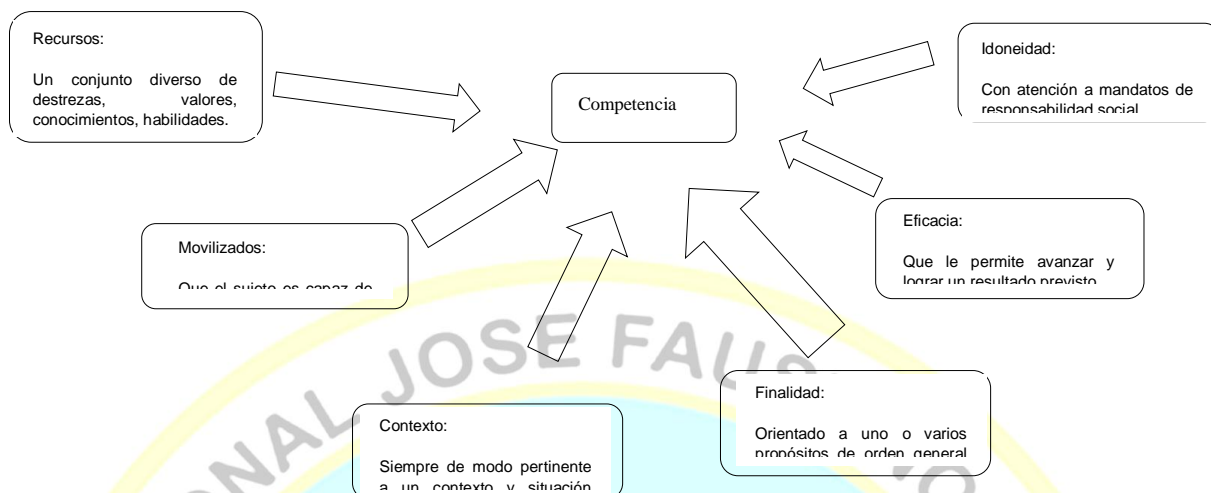 Recursos:
Un conjunto diverso de
destrezas, valores,
conocimientos, habilidades.
Competencia
Idoneidad:
Con atención a mandatos de
responsabilidad social
Movilizados:
Que el sujeto es capaz de
Eficacia:
Que le permite avanzar y
lograr un resultado previsto
Contexto:
Siempre de modo pertinente
a un contexto y situación
Finalidad:
Orientado a uno o varios
propósitos de orden general
ONAL JOSE FAUS